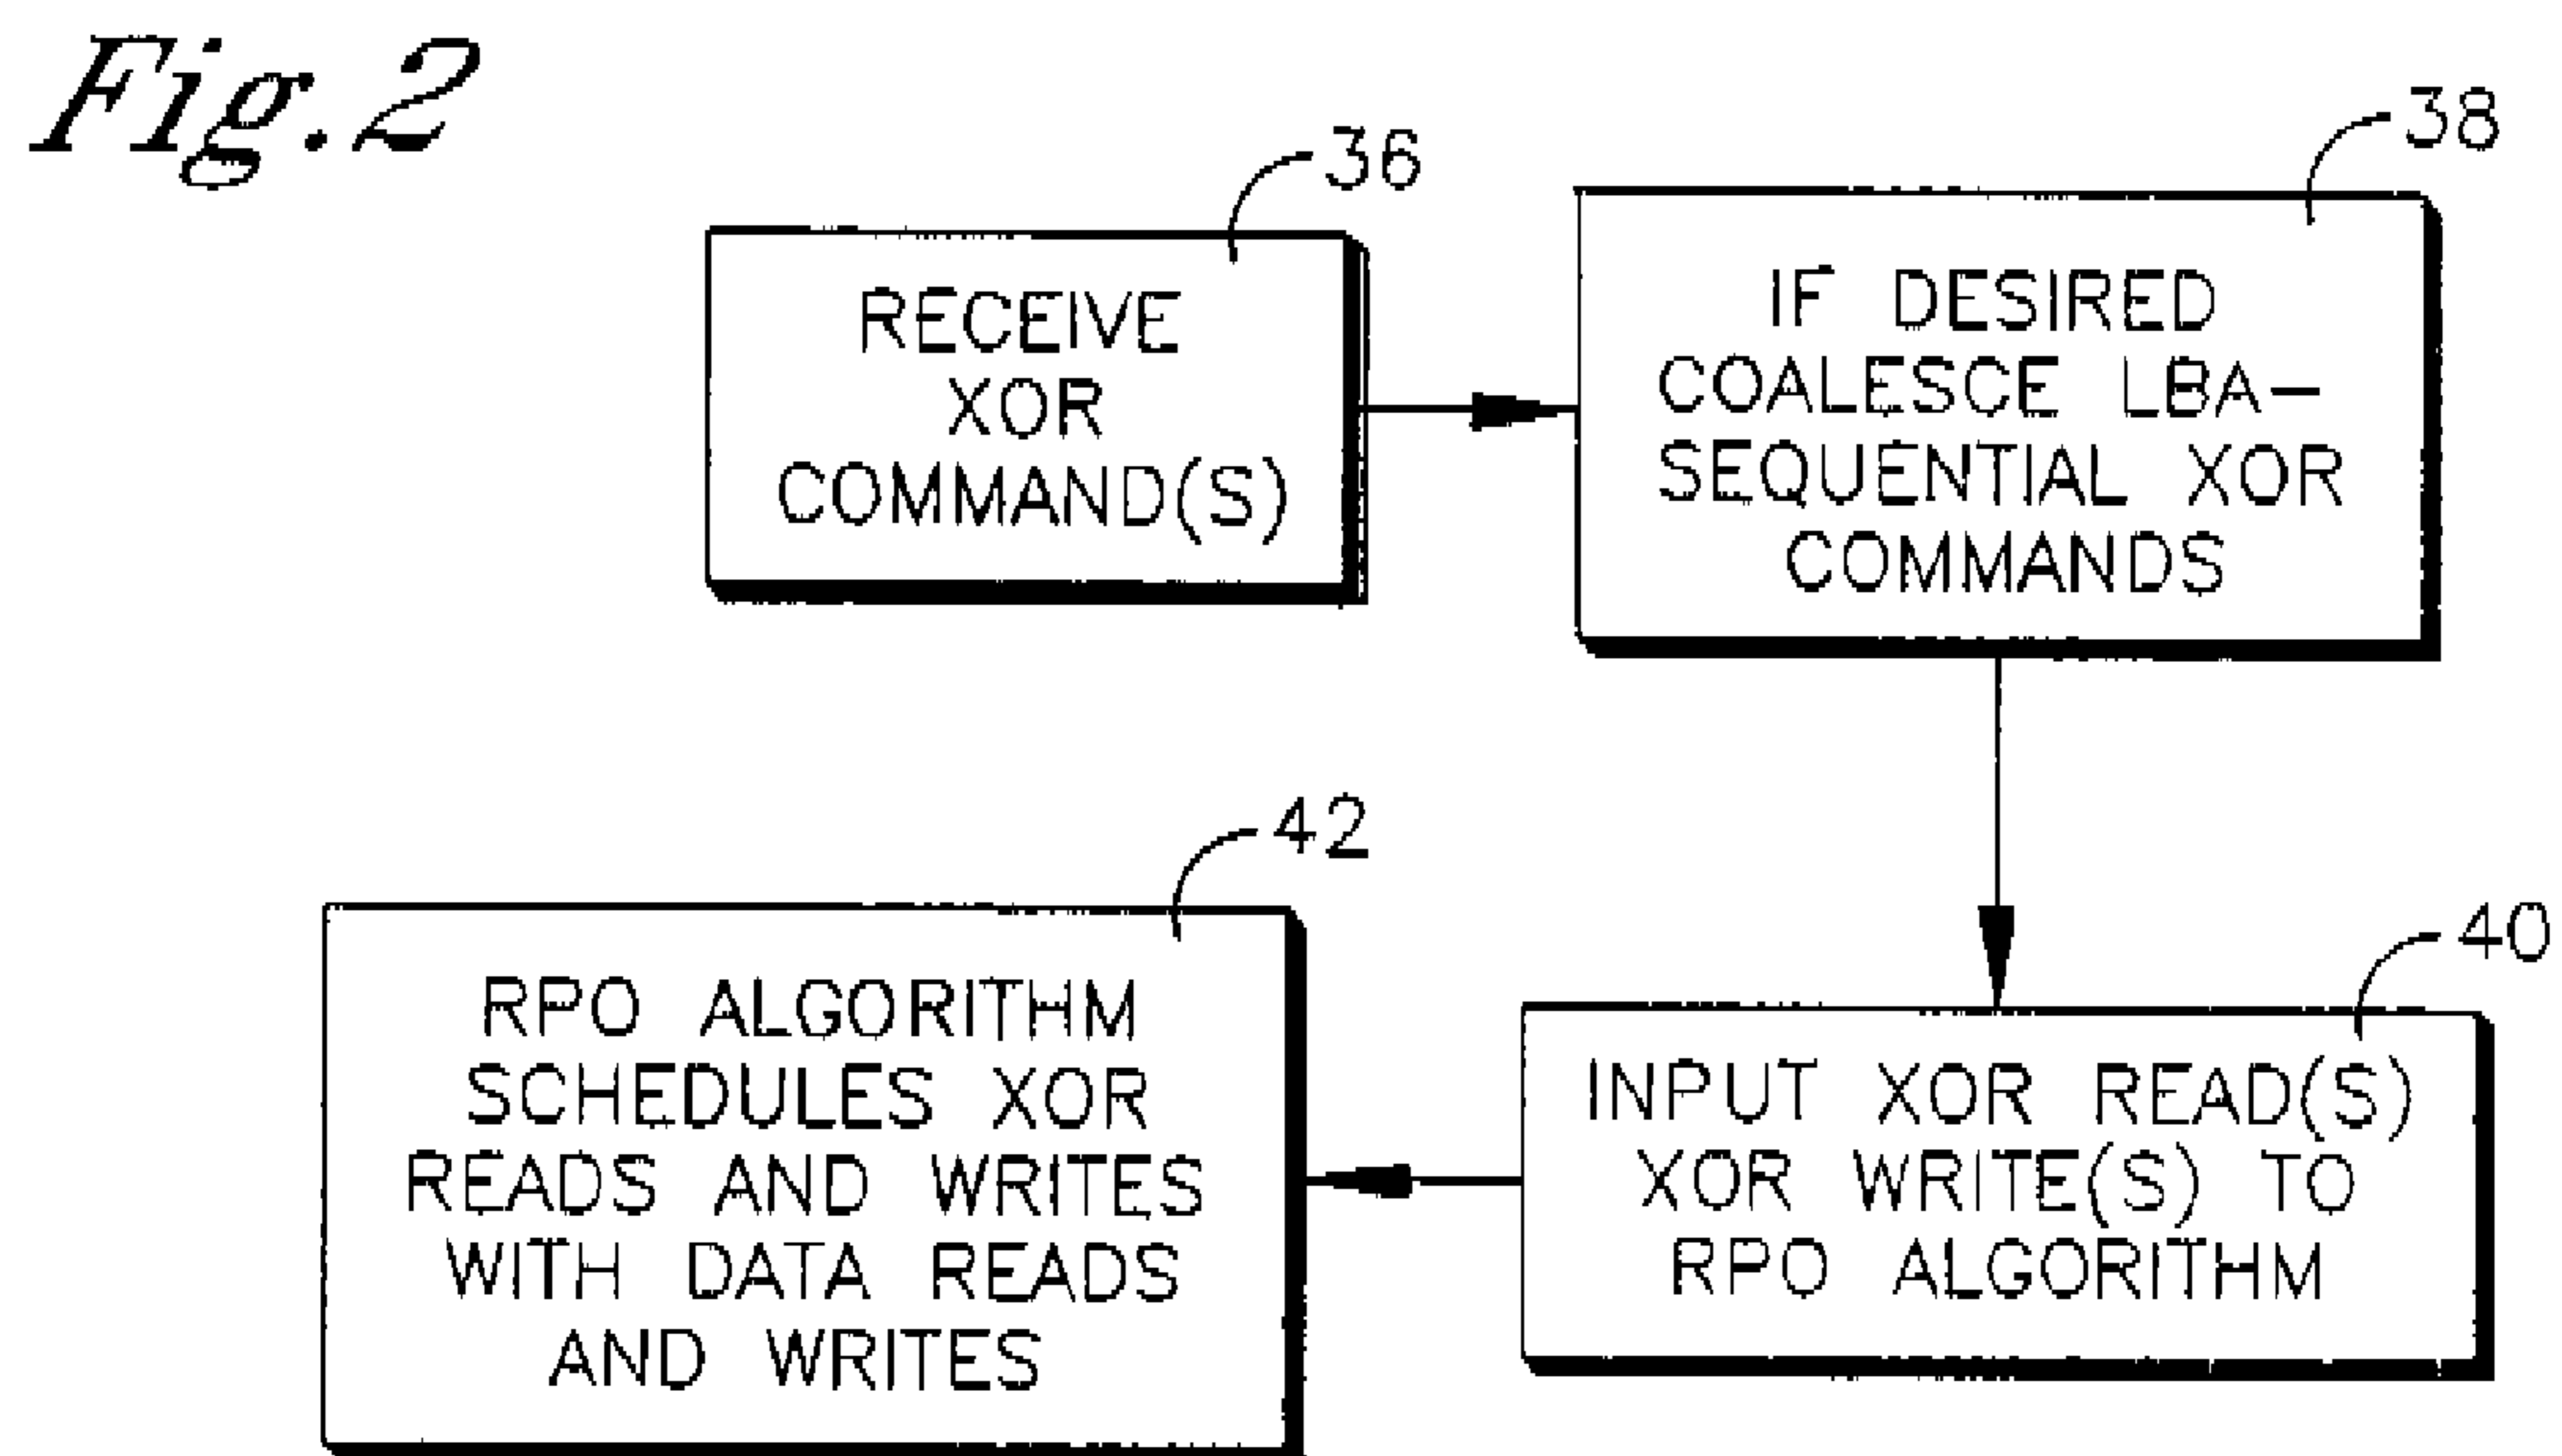 Fig. 2
36
RECEIVE
XOR
COMMAND(S)
38
IF DESIRED
COALESCE LBA-
SEQUENTIAL XOR
COMMANDS
40
INPUT XOR READ(S)
XOR WRITE(S) TO
RPO ALGORITHM
42
RPO ALGORITHM
SCHEDULES XOR
READS AND WRITES
WITH DATA READS
AND WRITES